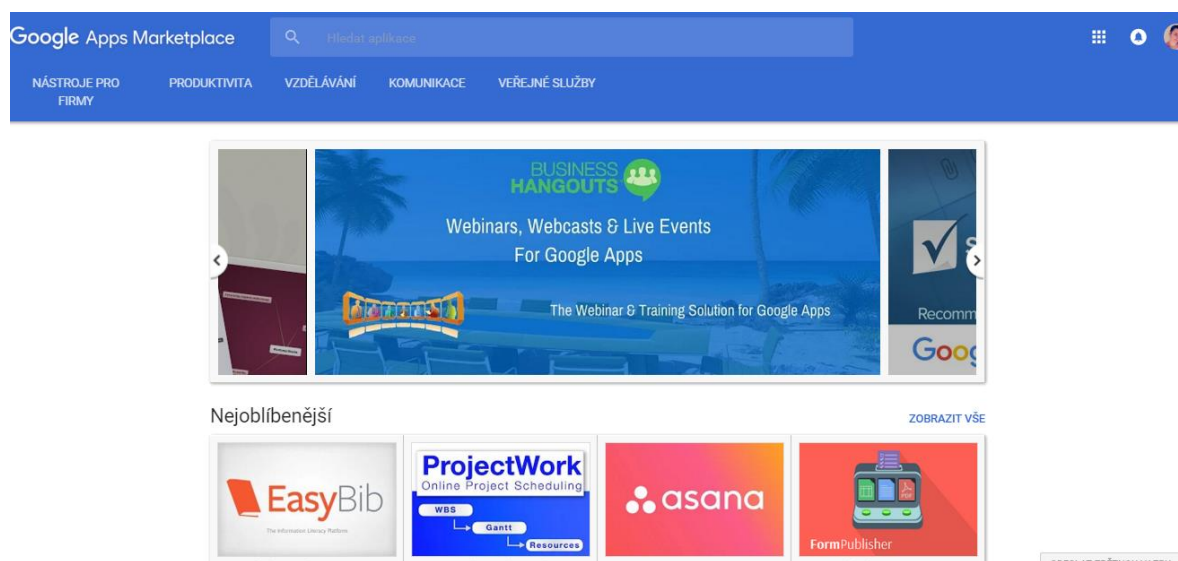 Google Apps Marketplace
Hledat aplikace
NÁSTROJE PRO
FIRMY
PRODUKTIVITA
VZDĚLÁVÁNÍ
KOMUNIKACE
VEŘEJNÉ SLUŽBY
BUSINESS
HANGOUTS
Webinars, Webcasts & Live Events
For Google Apps
The Webinar & Training Solution for Google Apps
Recomm
Goog
Nejoblíbenější
ZOBRAZIT VŠE
EasyBib
The Information Literacy Platform
ProjectWork
Online Project Scheduling
WBS
Gantt
Resources
asana
PDF
FormPublisher